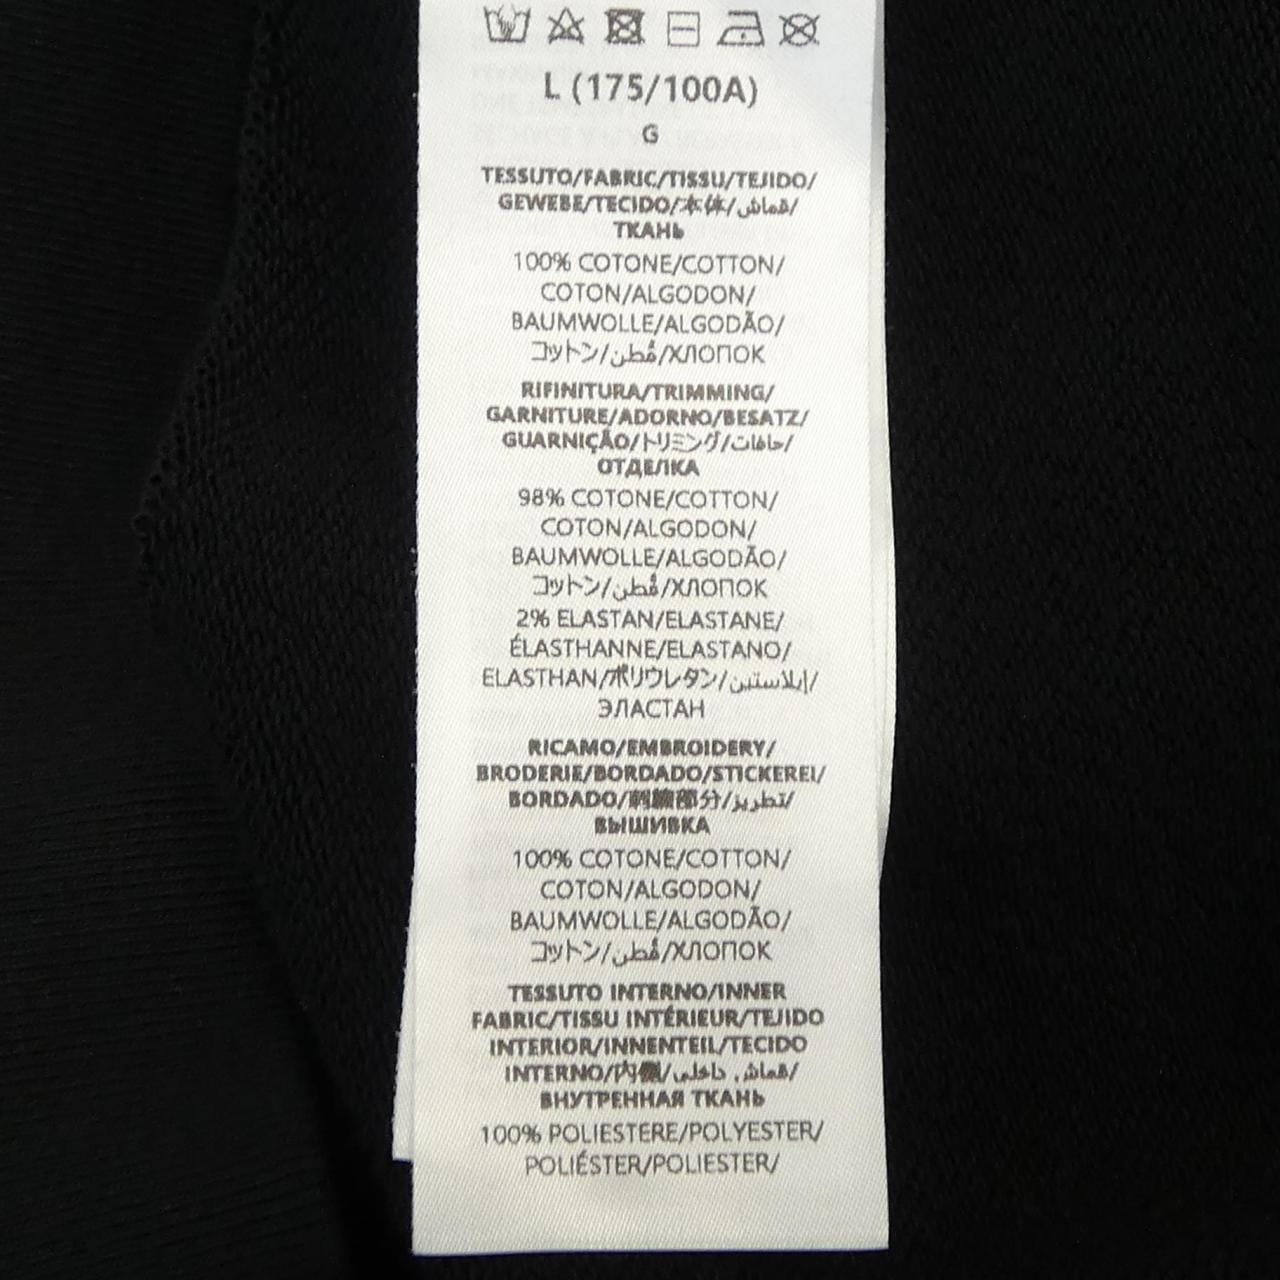 L (175/100A)
G
TESSUTO/FABRIC/TISSU/TEJIDO/
GEWEBE/TECIDO/本体/قماش/
ТКАНЬ
100% COTONE/COTTON/
COTON/ALGODON/
BAUMWOLLE/ALGODÃO/
コットン/قُطن/ХЛОПОК
RIFINITURA/TRIMMING/
GARNITURE/ADORNO/BESATZ/
GUARNIÇÃO/トリミング/حافات/
ОТДЕЛКА
98% COTONE/COTTON/
COTON/ALGODON/
BAUMWOLLE/ALGODÃO/
コットン/قُطن/ХЛОПОК
2% ELASTAN/ELASTANE/
ÉLASTHANNE/ELASTANO/
ELASTHAN/ポリウレタン/إيلاستين/
ЭЛАСТАН
RICAMO/EMBROIDERY/
BRODERIE/BORDADO/STICKEREI/
BORDADO/刺繍部分/تطريز/
ВЫШИВКА
100% COTONE/COTTON/
COTON/ALGODON/
BAUMWOLLE/ALGODÃO/
コットン/قُطن/ХЛОПОК
TESSUTO INTERNO/INNER
FABRIC/TISSU INTÉRIEUR/TEJIDO
INTERIOR/INNENTEIL/TECIDO
INTERNO/内側/قماش داخلي/
ВНУТРЕННАЯ ТКАНЬ
100% POLIESTERE/POLYESTER/
POLIÉSTER/POLIESTER/